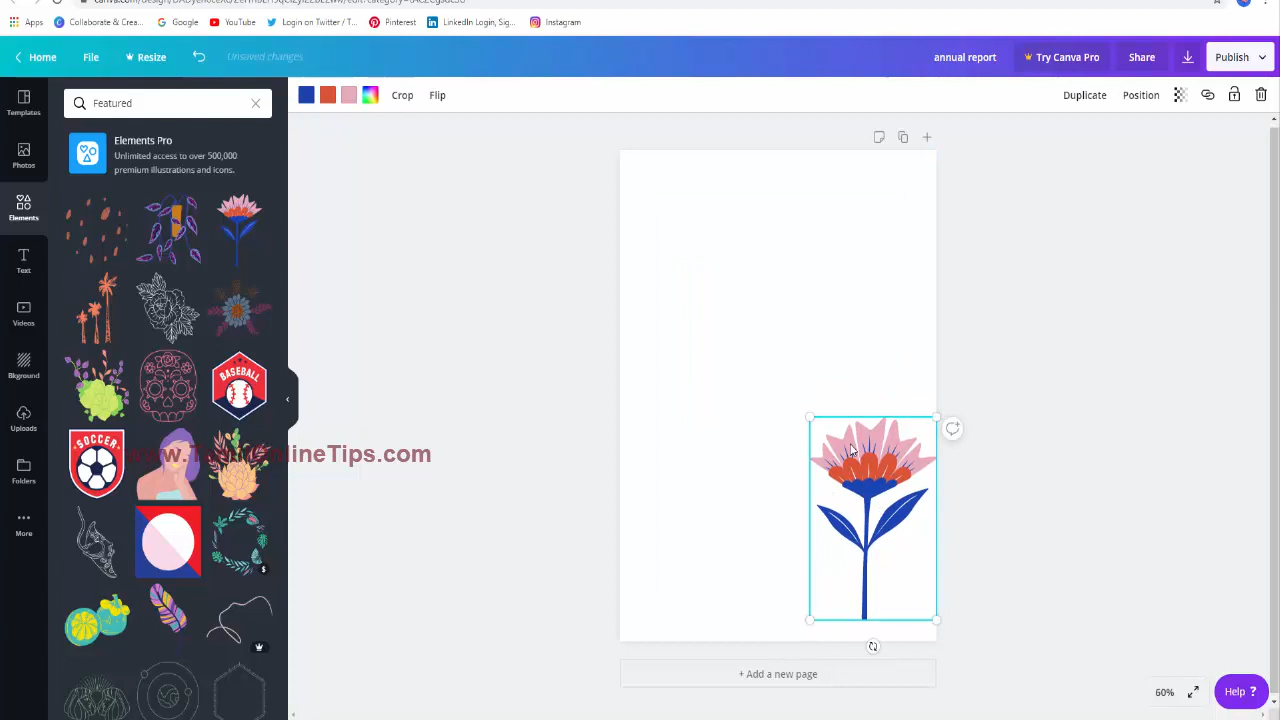 Apps
Collaborate & Crea...
Google
YouTube
Login on Twitter / T...
Pinterest
LinkedIn Login, Sig...
Instagram
Home
File
Resize
Unsaved changes
annual report
Try Canva Pro
Share
Publish
Templates
Photos
Elements
Text
Videos
Bkground
Uploads
Folders
More
Featured
Elements Pro
Unlimited access to over 500,000
premium illustrations and icons.
Crop
Flip
Duplicate
Position
BASEBALL
SOCCER
$
+ Add a new page
60%
Help ?